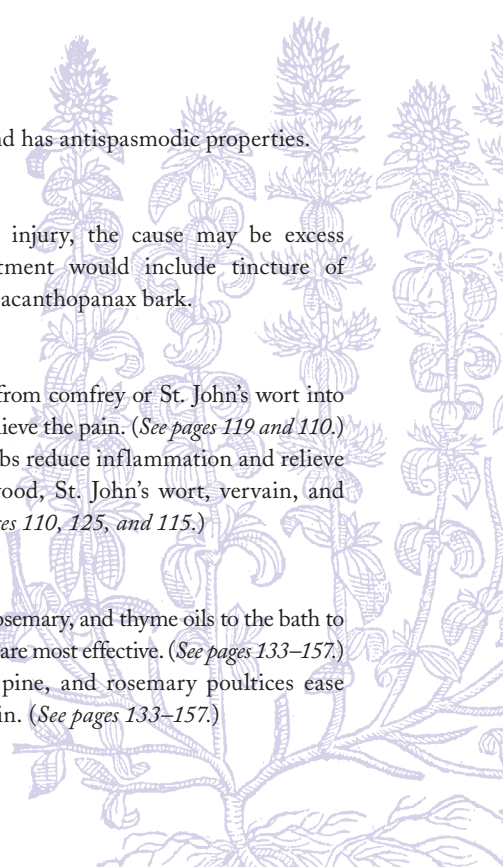 nd has antispasmodic properties.
injury, the cause may be excess
tment would include tincture of
acanthopanax bark.
from comfrey or St. John's wort into
lieve the pain. (See pages 119 and 110.)
bs reduce inflammation and relieve
vood, St. John's wort, vervain, and
es 110, 125, and 115.)
osemary, and thyme oils to the bath to
are most effective. (See pages 133–157.)
pine, and rosemary poultices ease
in. (See pages 133–157.)